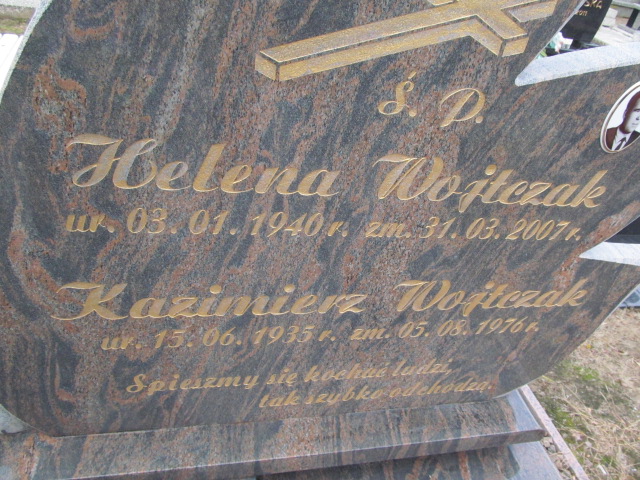 Ś. P.
Helena Wojtczak
ur. 03. 01. 1940 r. zm. 31. 03. 2007 r.
Kazimierz Wojtczak
ur. 15. 06. 1935 r. zm. 05. 08. 1976 r.
Spieszmy się kochać ludzi,
tak szybko odchodzą.